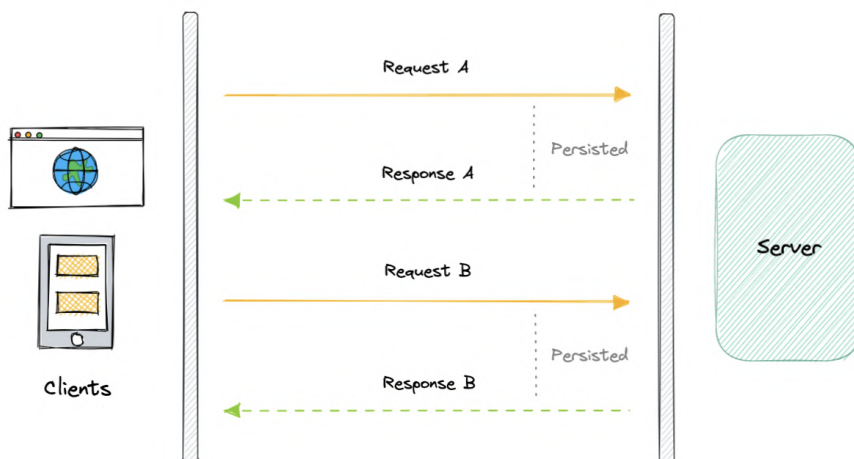 Request A
Persisted
Response A
Server
Request B
Persisted
Response B
Clients